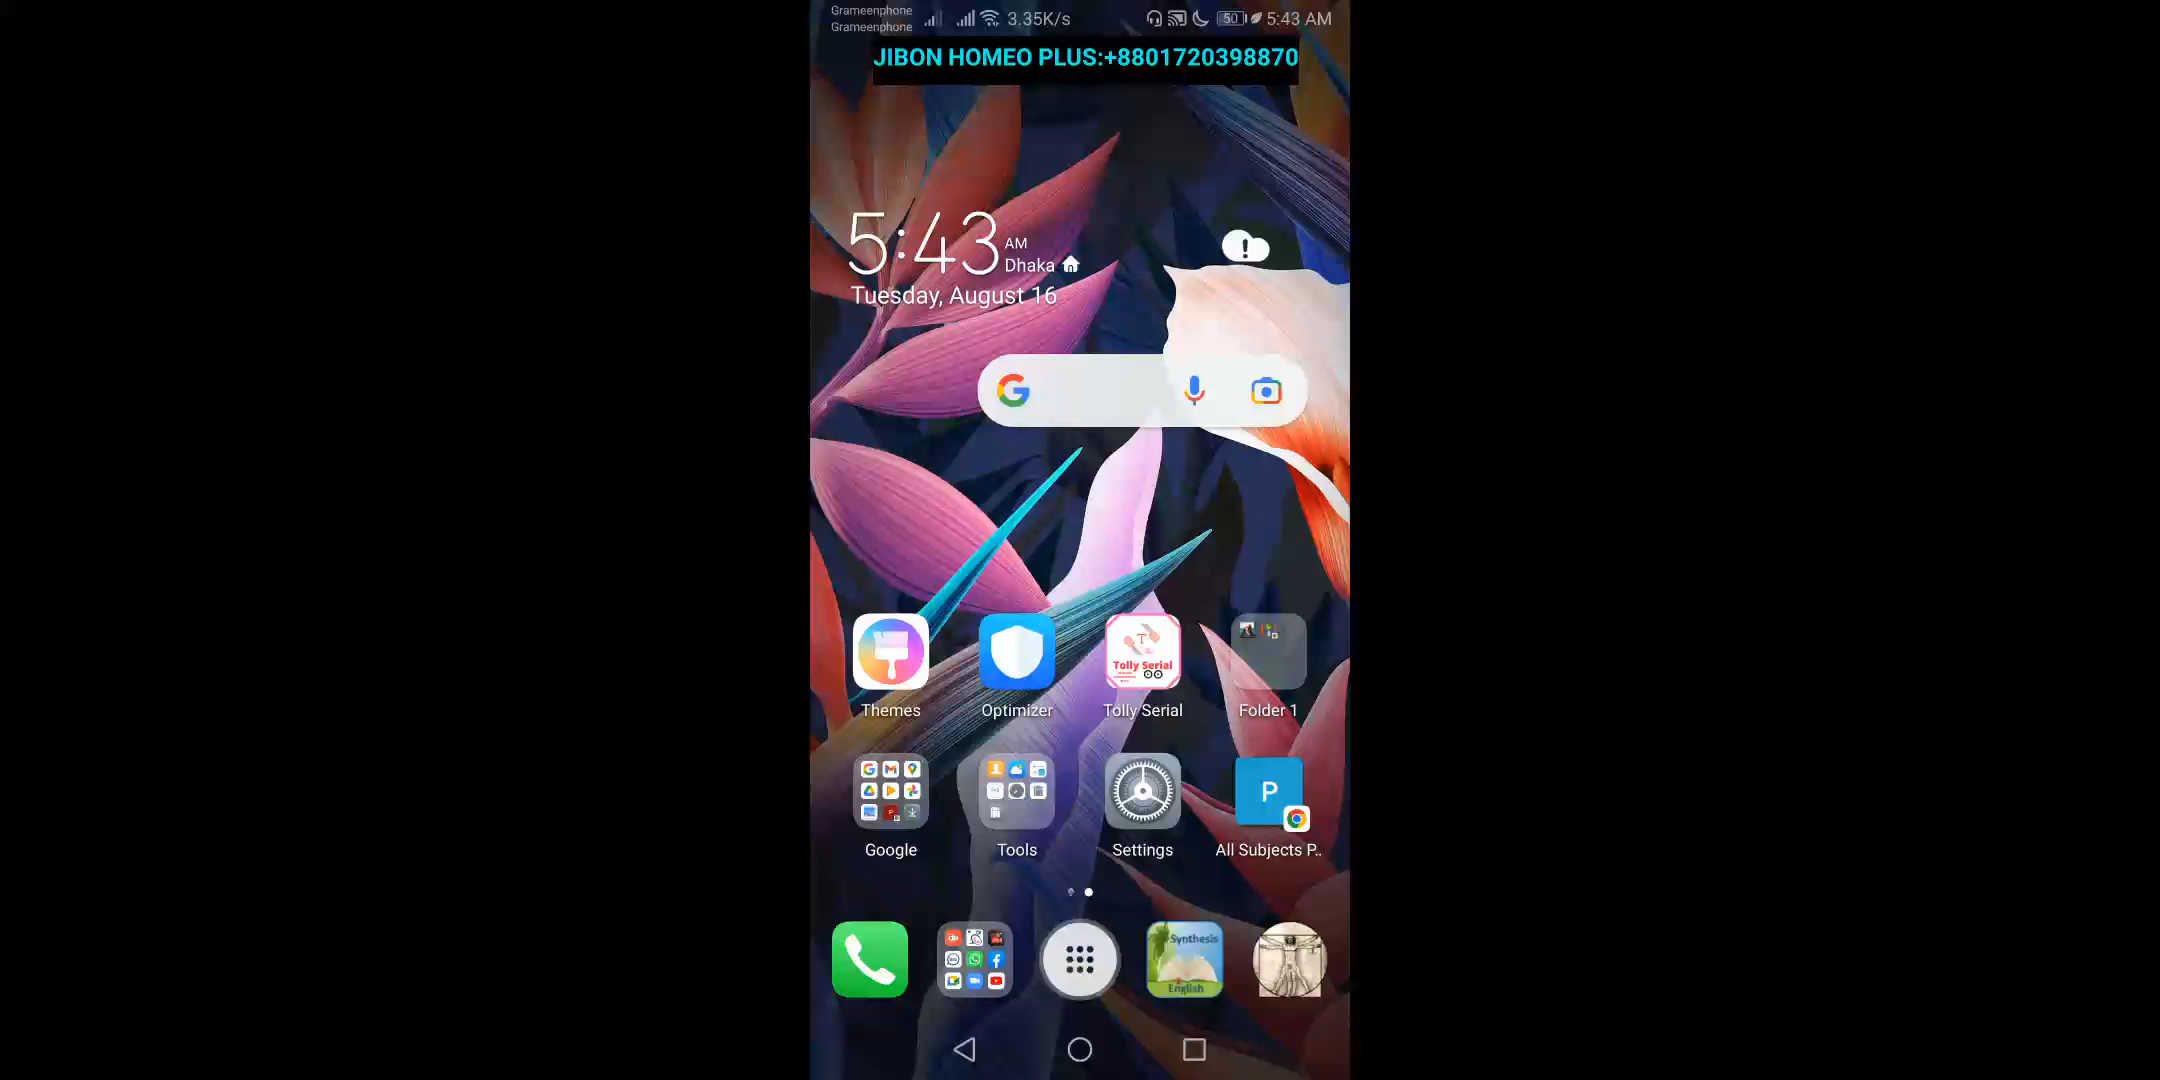 Grameenphone
Grameenphone
3.35K/s
50
5:43 AM
JIBON HOMEO PLUS:+8801720398870
5:43 AM
Dhaka
Tuesday, August 16
T
Tolly Serial
Themes
Optimizer
Tolly Serial
Folder 1
P
Google
Tools
Settings
All Subjects P..
Synthesis
English